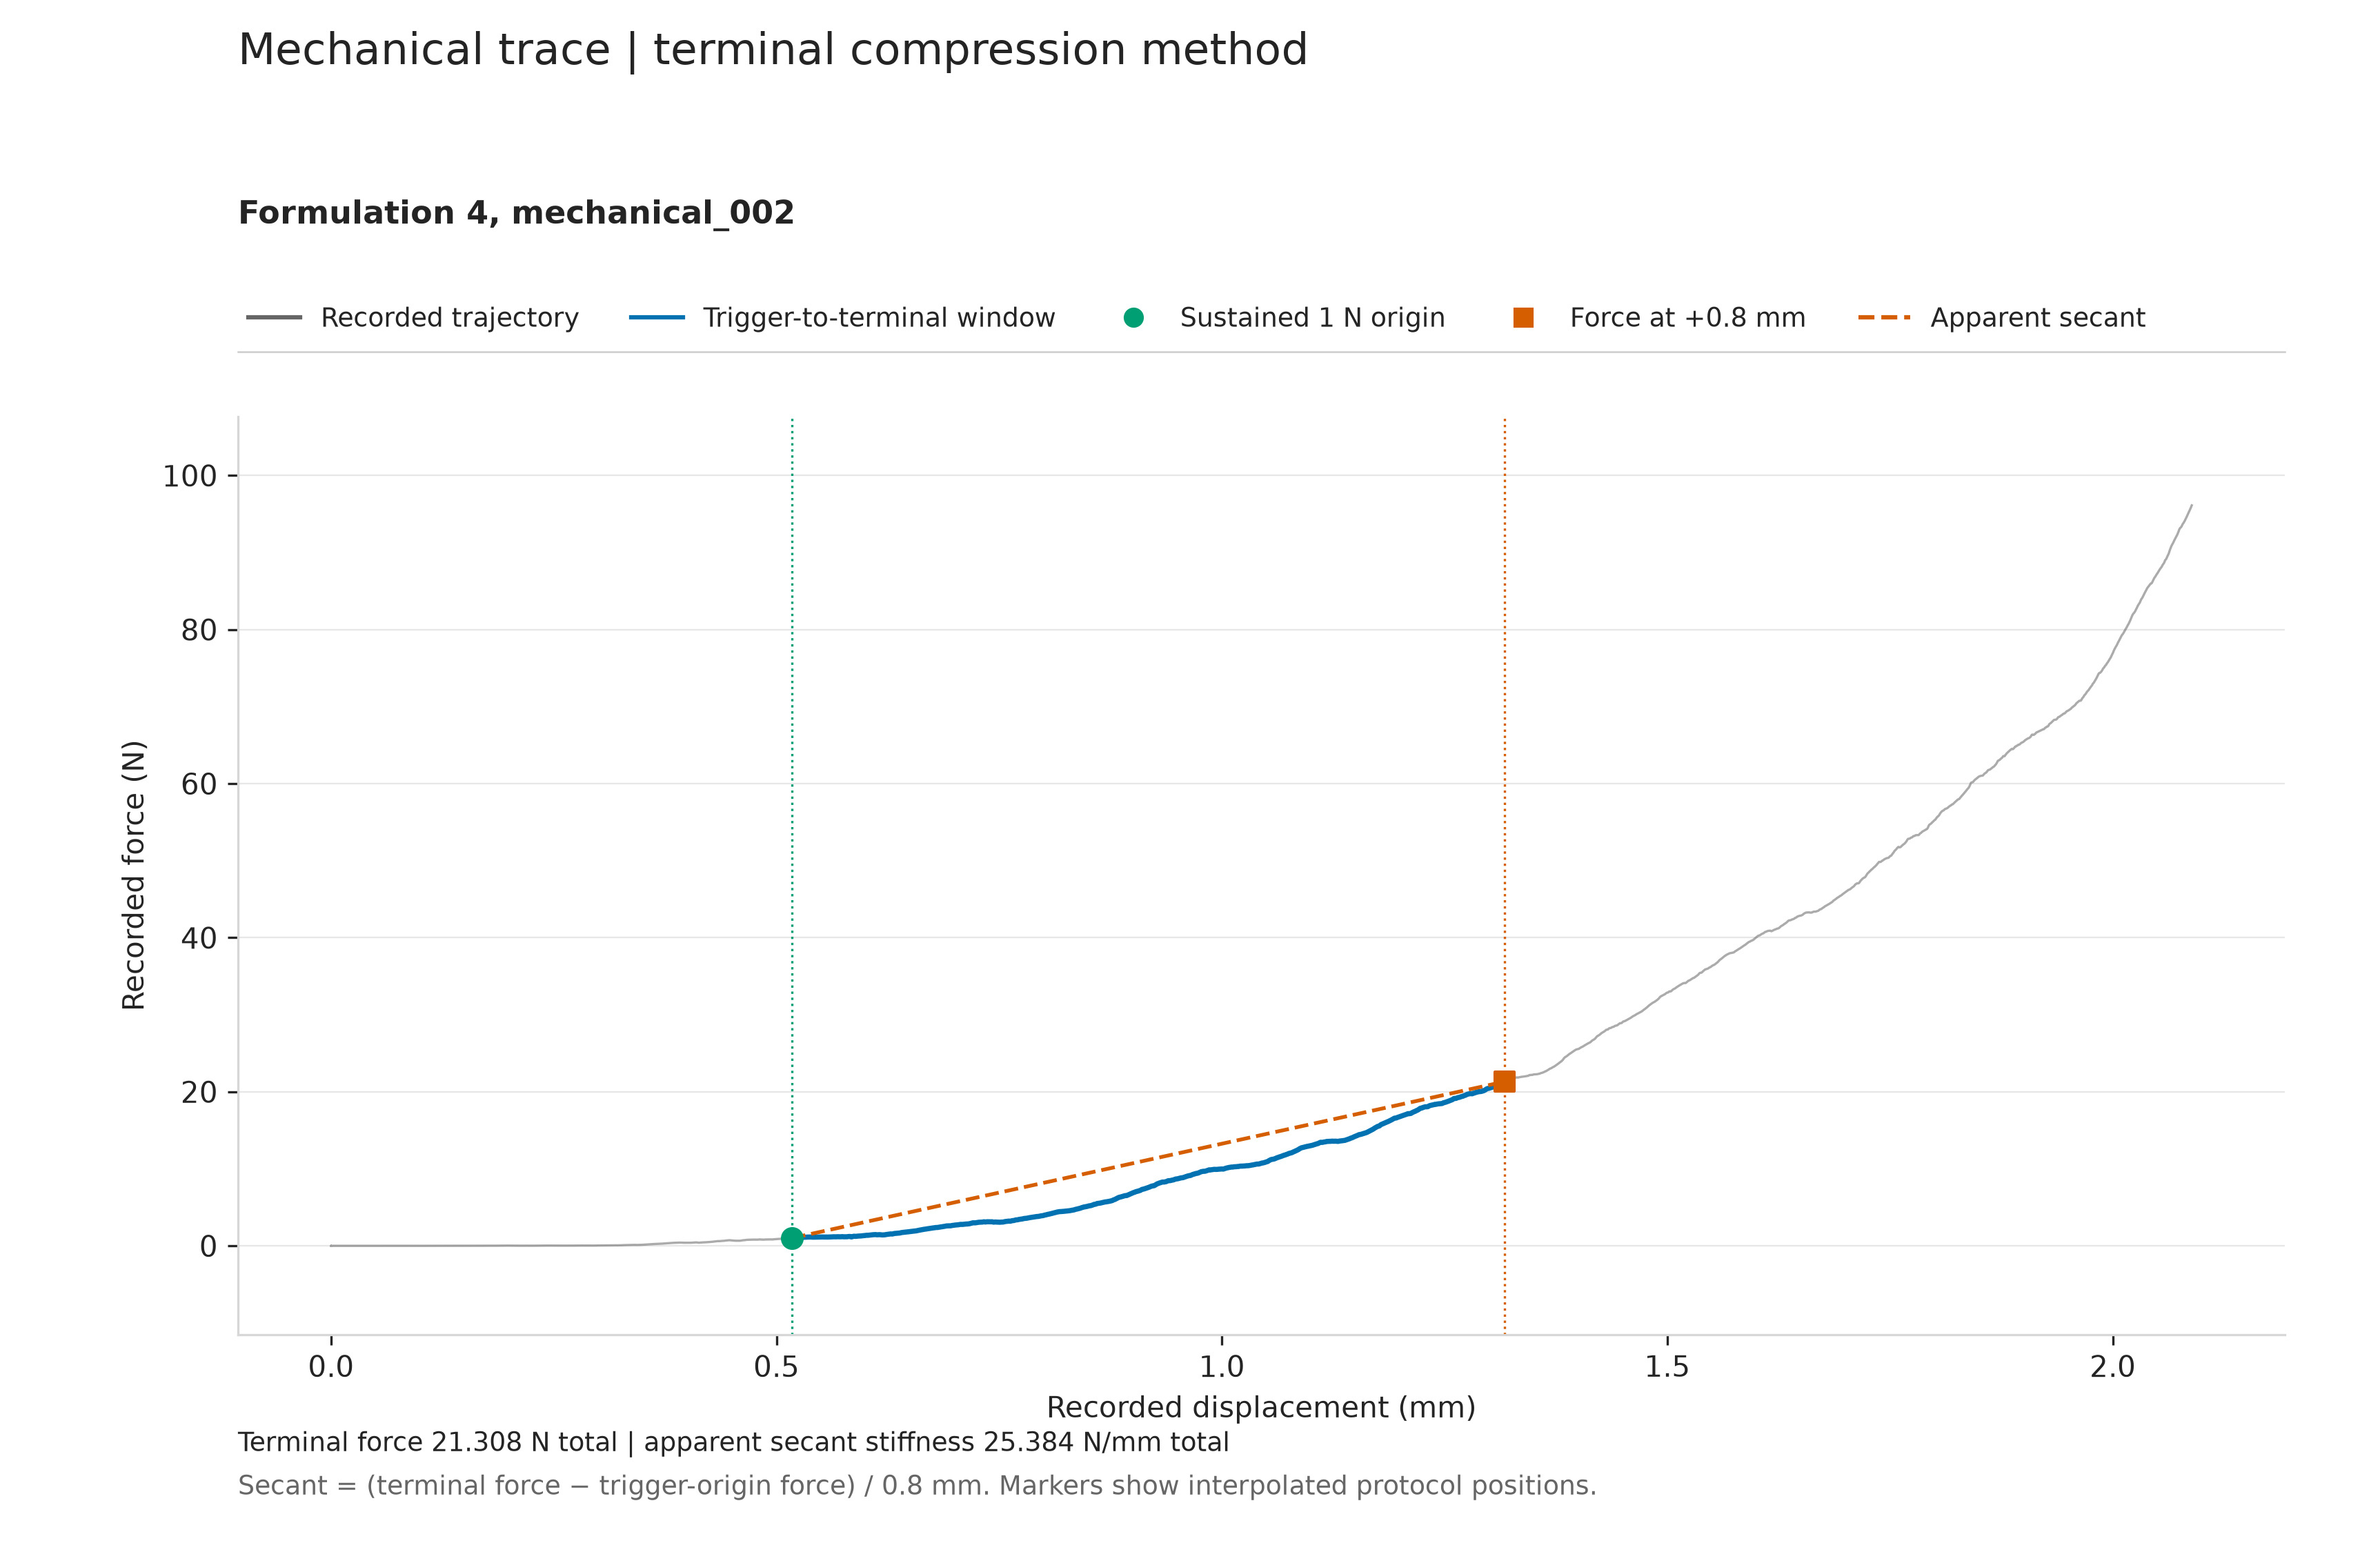 Mechanical trace | terminal compression method
Formulation 4, mechanical_002
Recorded trajectory
Trigger-to-terminal window
Sustained 1 N origin
Force at +0.8 mm
Apparent secant
Recorded force (N)
100
80
60
40
20
0
0.0
0.5
1.0
1.5
2.0
Recorded displacement (mm)
Terminal force 21.308 N total | apparent secant stiffness 25.384 N/mm total
Secant = (terminal force − trigger-origin force) / 0.8 mm. Markers show interpolated protocol positions.